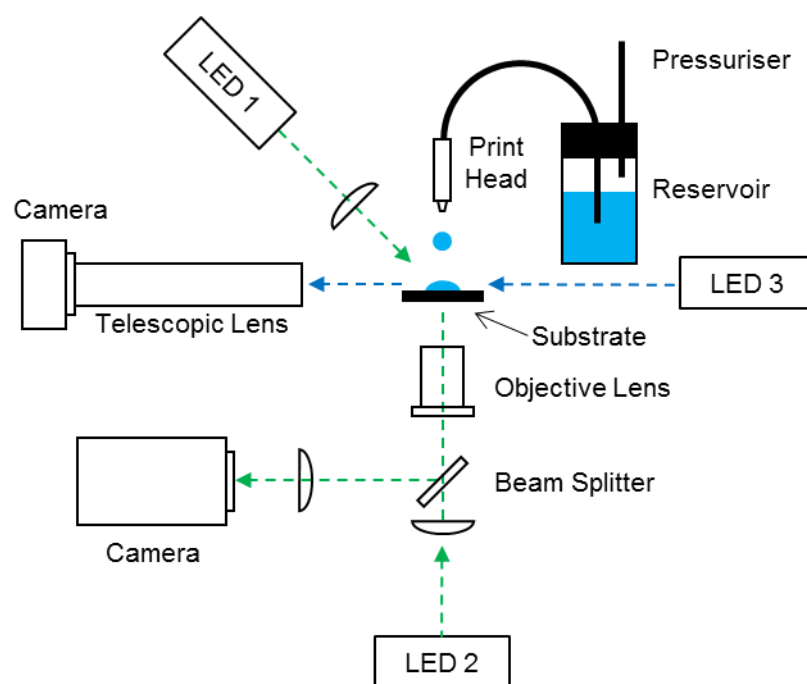 LED 1
Pressuriser
Print
Head
Reservoir
Camera
LED 3
Telescopic Lens
Substrate
Objective Lens
Beam Splitter
Camera
LED 2